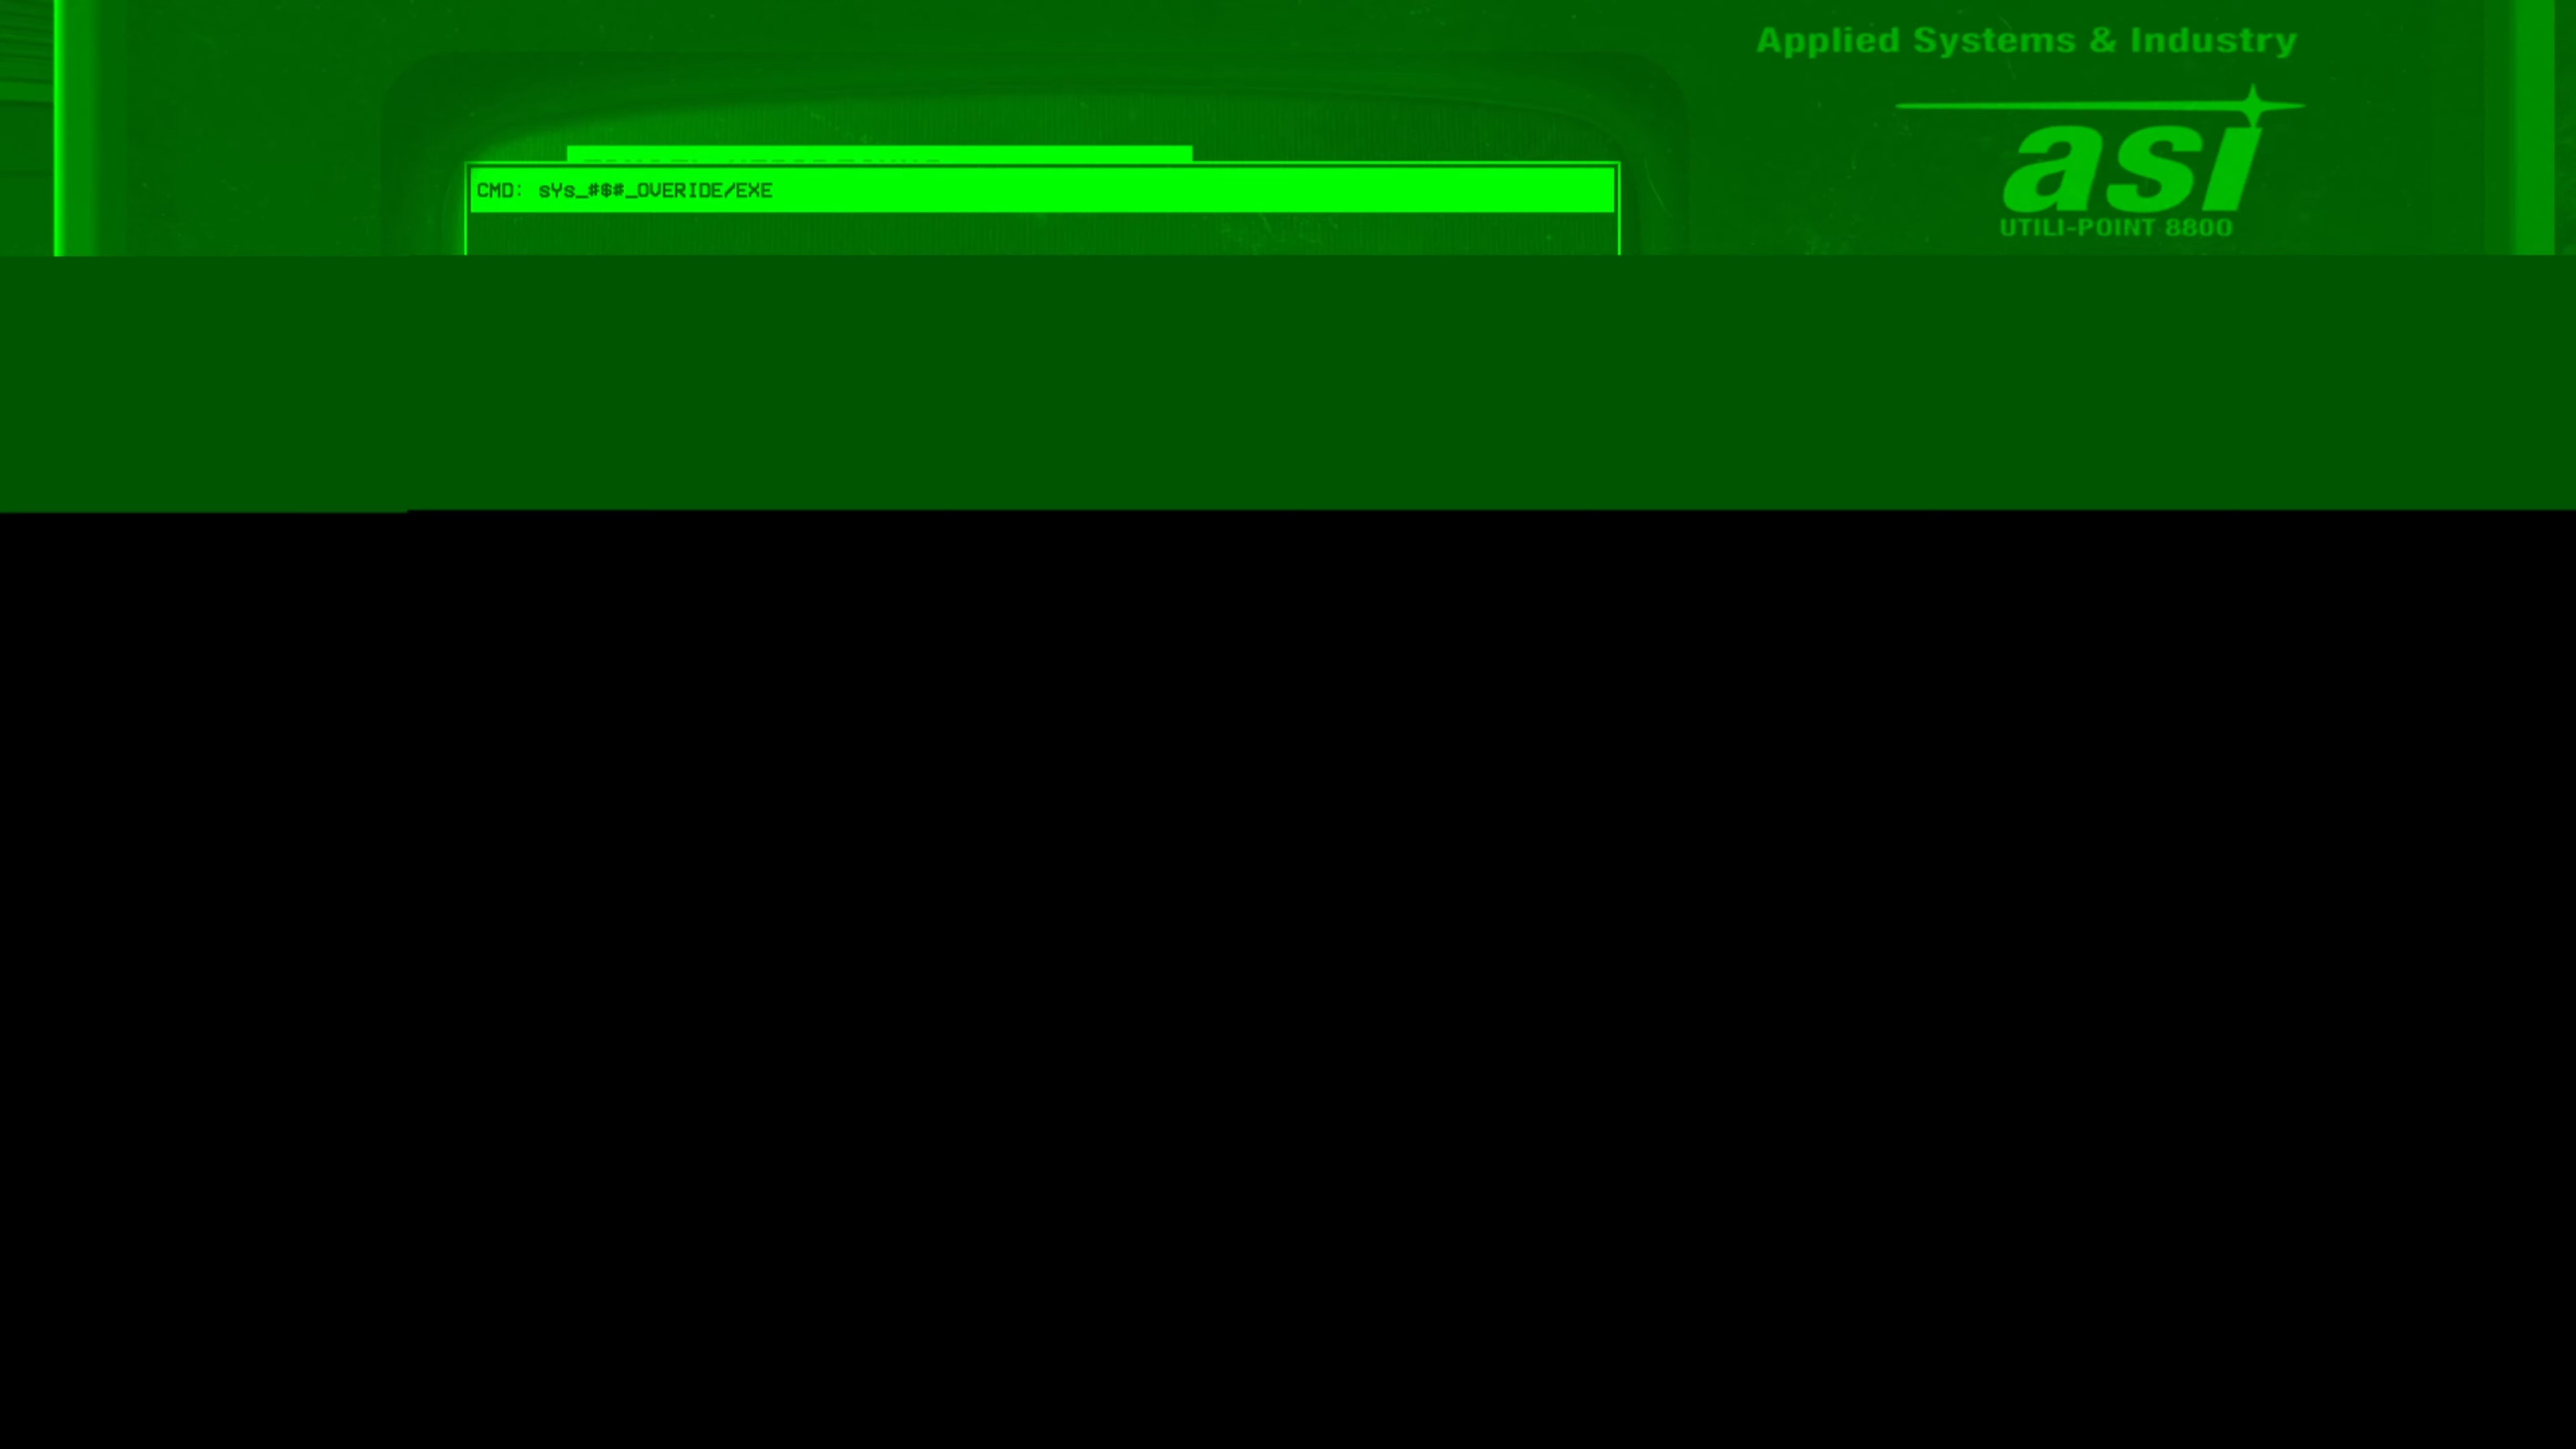 Applied Systems & Industry
asi
UTILI-POINT 8800
CMD: sYs_#$#_OVERIDE/EXE